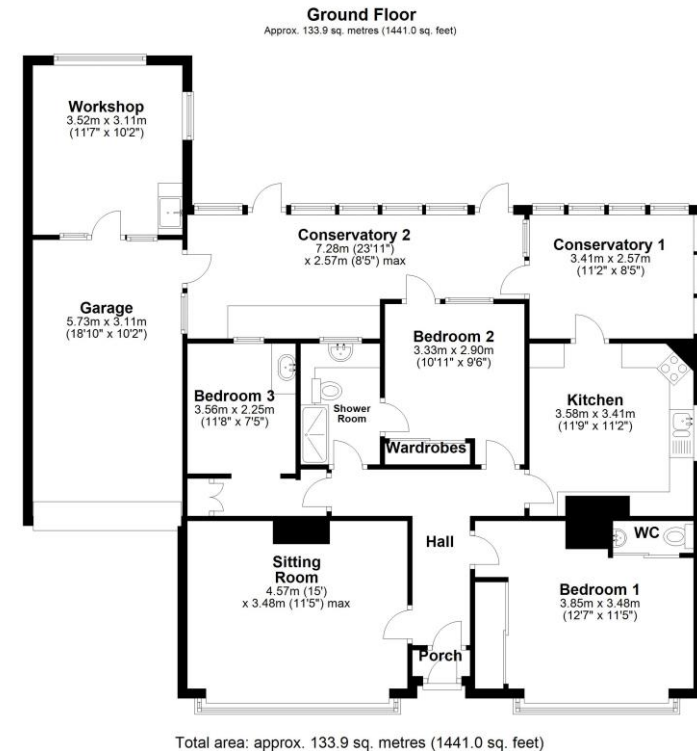 Ground Floor
Approx. 133.9 sq. metres (1441.0 sq. feet)
Workshop
3.52m x 3.11m
(11'7" x 10'2")
Conservatory 2
7.28m (23'11")
x 2.57m (8'5") max
Conservatory 1
3.41m x 2.57m
(11'2" x 8'5")
Garage
5.73m x 3.11m
(18'10" x 10'2")
Bedroom 2
3.33m x 2.90m
(10'11" x 9'6")
Bedroom 3
3.56m x 2.25m
(11'8" x 7'5")
Shower
Room
Kitchen
3.58m x 3.41m
(11'9" x 11'2")
Wardrobes
Hall
WC
Sitting
Room
4.57m (15')
x 3.48m (11'5") max
Bedroom 1
3.85m x 3.48m
(12'7" x 11'5")
Porch
Total area: approx. 133.9 sq. metres (1441.0 sq. feet)